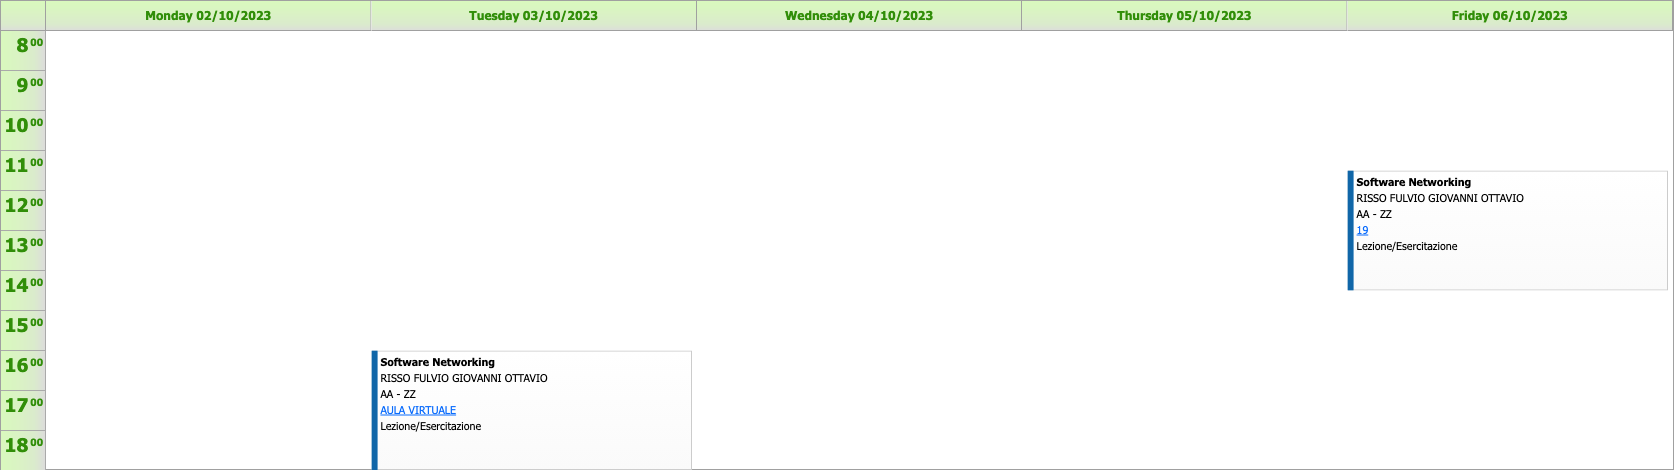 Monday 02/10/2023 Tuesday 03/10/2023 Wednesday 04/10/2023 Thursday 05/10/2023 Friday 06/10/2023
8 00
9 00
10 00
11 00
Software Networking
RISSO FULVIO GIOVANNI OTTAVIO
12 00
AA - ZZ
19
13 00
Lezione/Esercitazione
14 00
15 00
16 00
Software Networking
RISSO FULVIO GIOVANNI OTTAVIO
AA - ZZ
17 00
AULA VIRTUALE
Lezione/Esercitazione
18 00